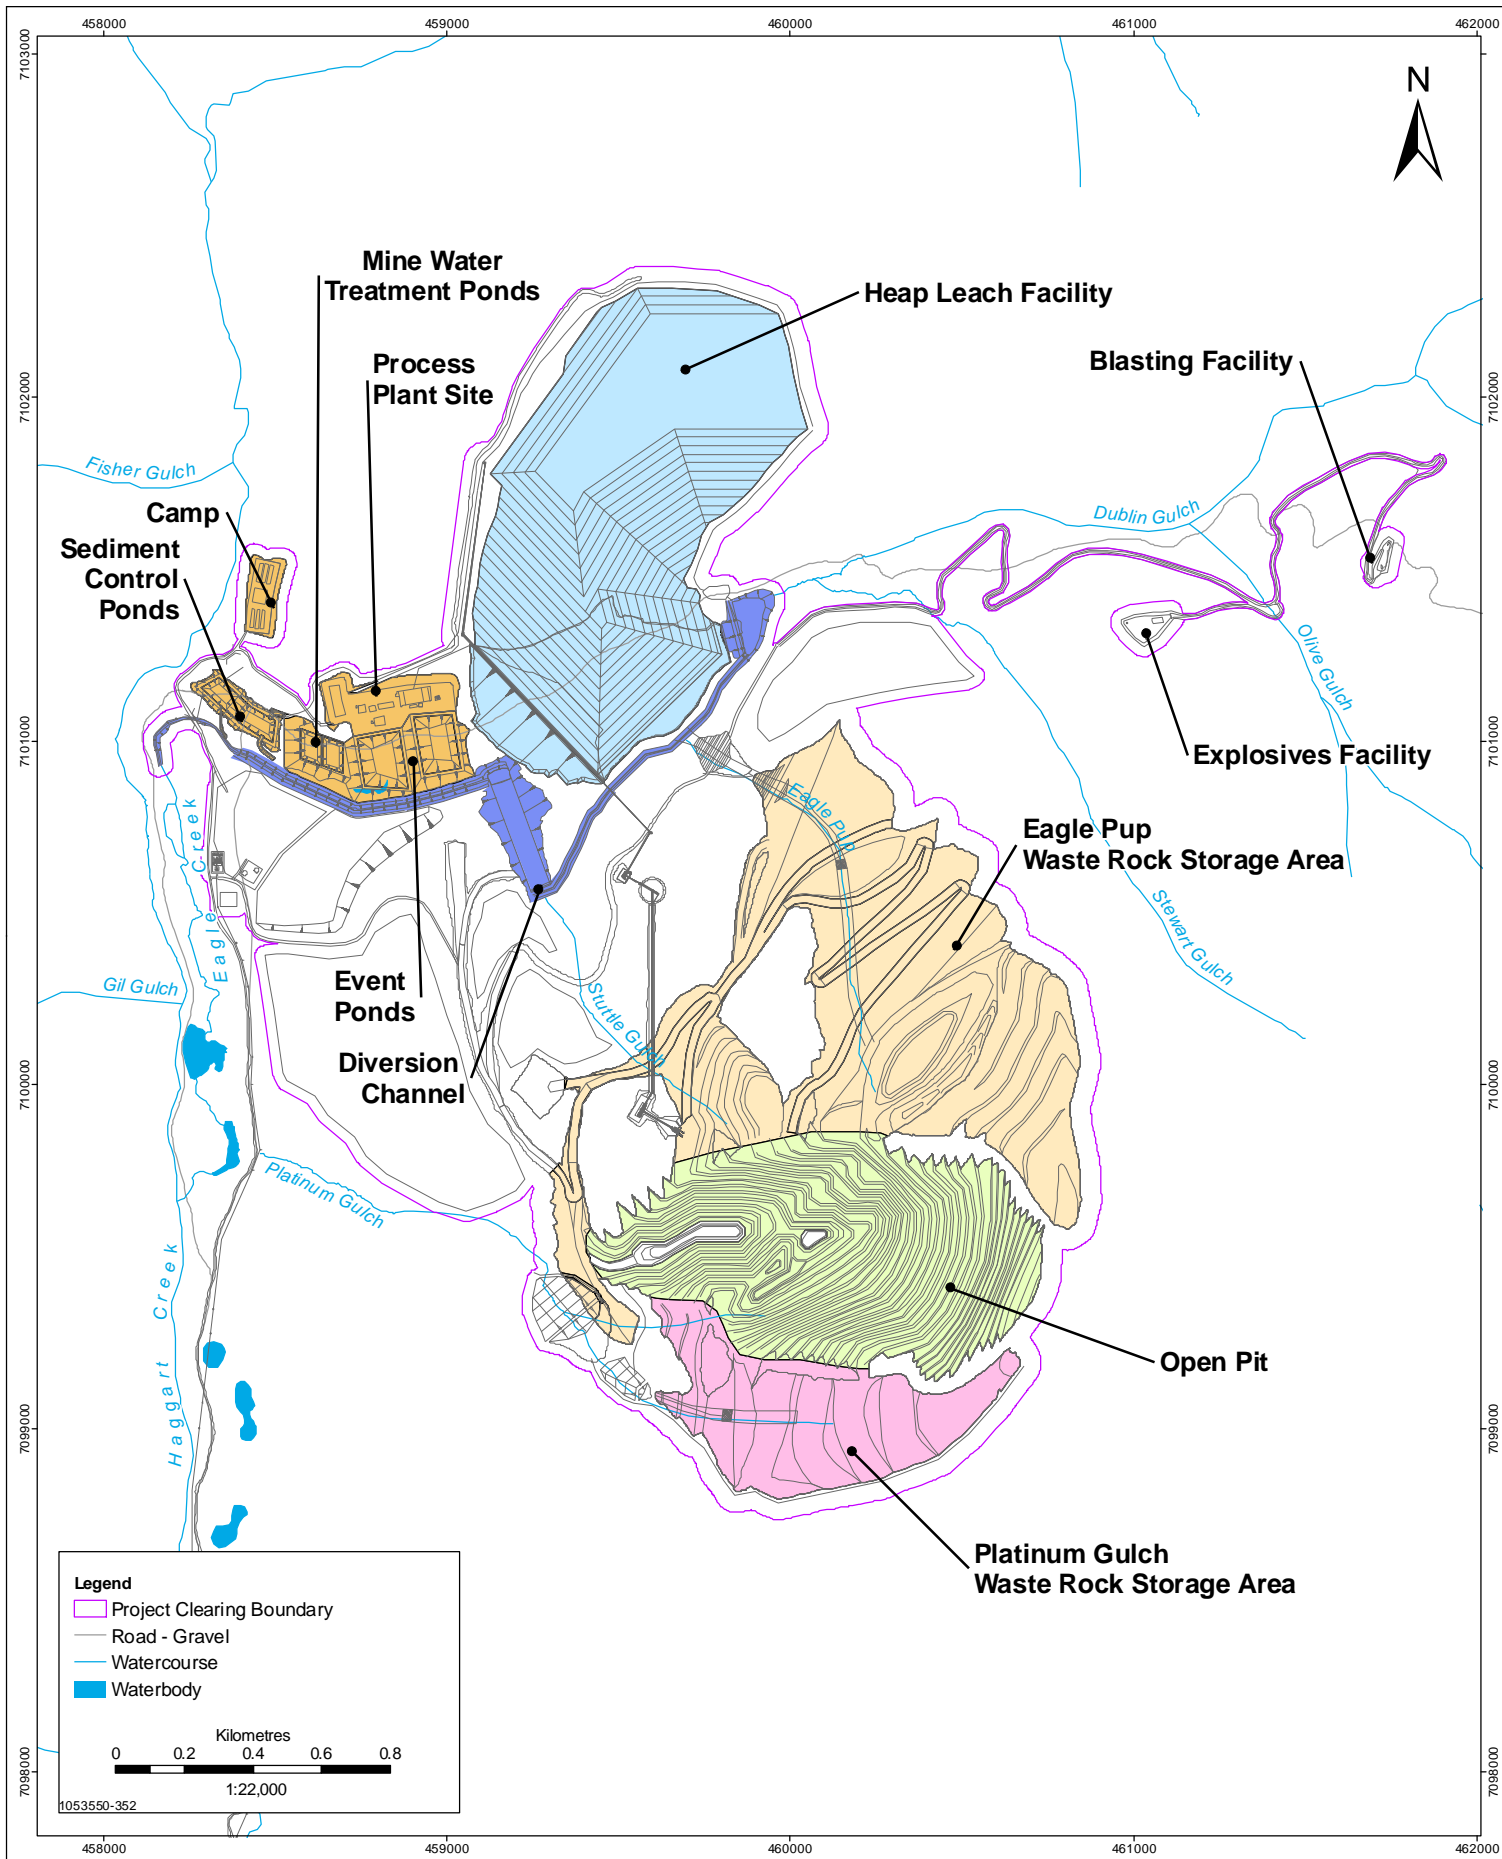 458000
459000
460000
461000
462000
7103000
N
Mine Water
Treatment Ponds
Heap Leach Facility
Process
Plant Site
Blasting Facility
7102000
7102000
Fisher Gulch
Camp
Dublin Gulch
Sediment
Control
Ponds
Olive Gulch
7101000
7101000
Explosives Facility
Eagle Pup
Eagle Creek
Eagle Pup
Waste Rock Storage Area
Stewart Gulch
Gil Gulch
Event
Ponds
Stuttle Gulch
Diversion
Channel
7100000
7100000
Platinum Gulch
Haggart Creek
Open Pit
7099000
7099000
Platinum Gulch
Waste Rock Storage Area
Legend
Project Clearing Boundary
Road - Gravel
Watercourse
Waterbody
Kilometres
0 0.2 0.4 0.6 0.8
1:22,000
1053550-352
7098000
7098000
458000
459000
460000
461000
462000